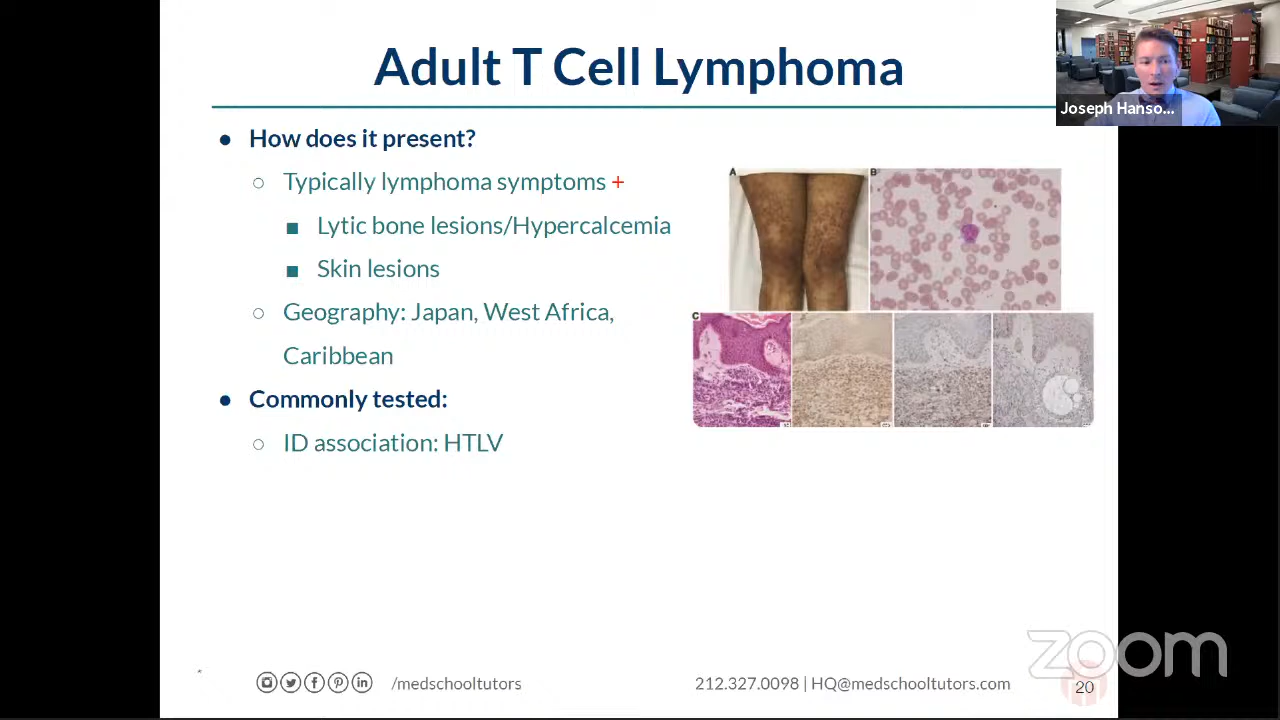 Adult T Cell Lymphoma
Joseph Hanso...
● How does it present?
○ Typically lymphoma symptoms +
■ Lytic bone lesions/Hypercalcemia
■ Skin lesions
○ Geography: Japan, West Africa,
Caribbean
● Commonly tested:
○ ID association: HTLV
A
B
C
*
/medschooltutors
212.327.0098 | HQ@medschooltutors.com
20
zoom